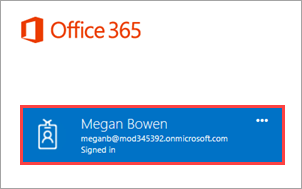 Office 365
Megan Bowen
meganb@mod345392.onmicrosoft.com
Signed in